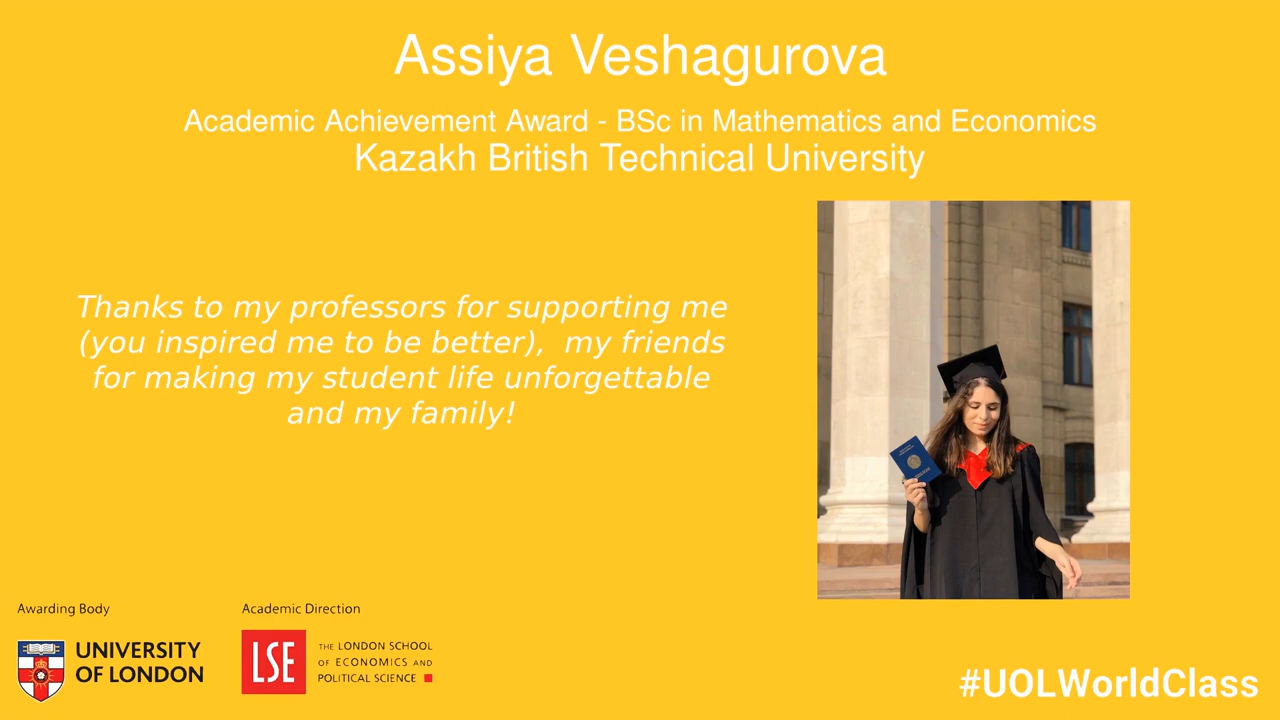 Assiya Veshagurova
Academic Achievement Award - BSc in Mathematics and Economics
Kazakh British Technical University
Thanks to my professors for supporting me
(you inspired me to be better),  my friends
for making my student life unforgettable
and my family!
Awarding Body
UNIVERSITY
OF LONDON
Academic Direction
LSE
THE LONDON SCHOOL
OF ECONOMICS AND
POLITICAL SCIENCE
#UOLWorldClass